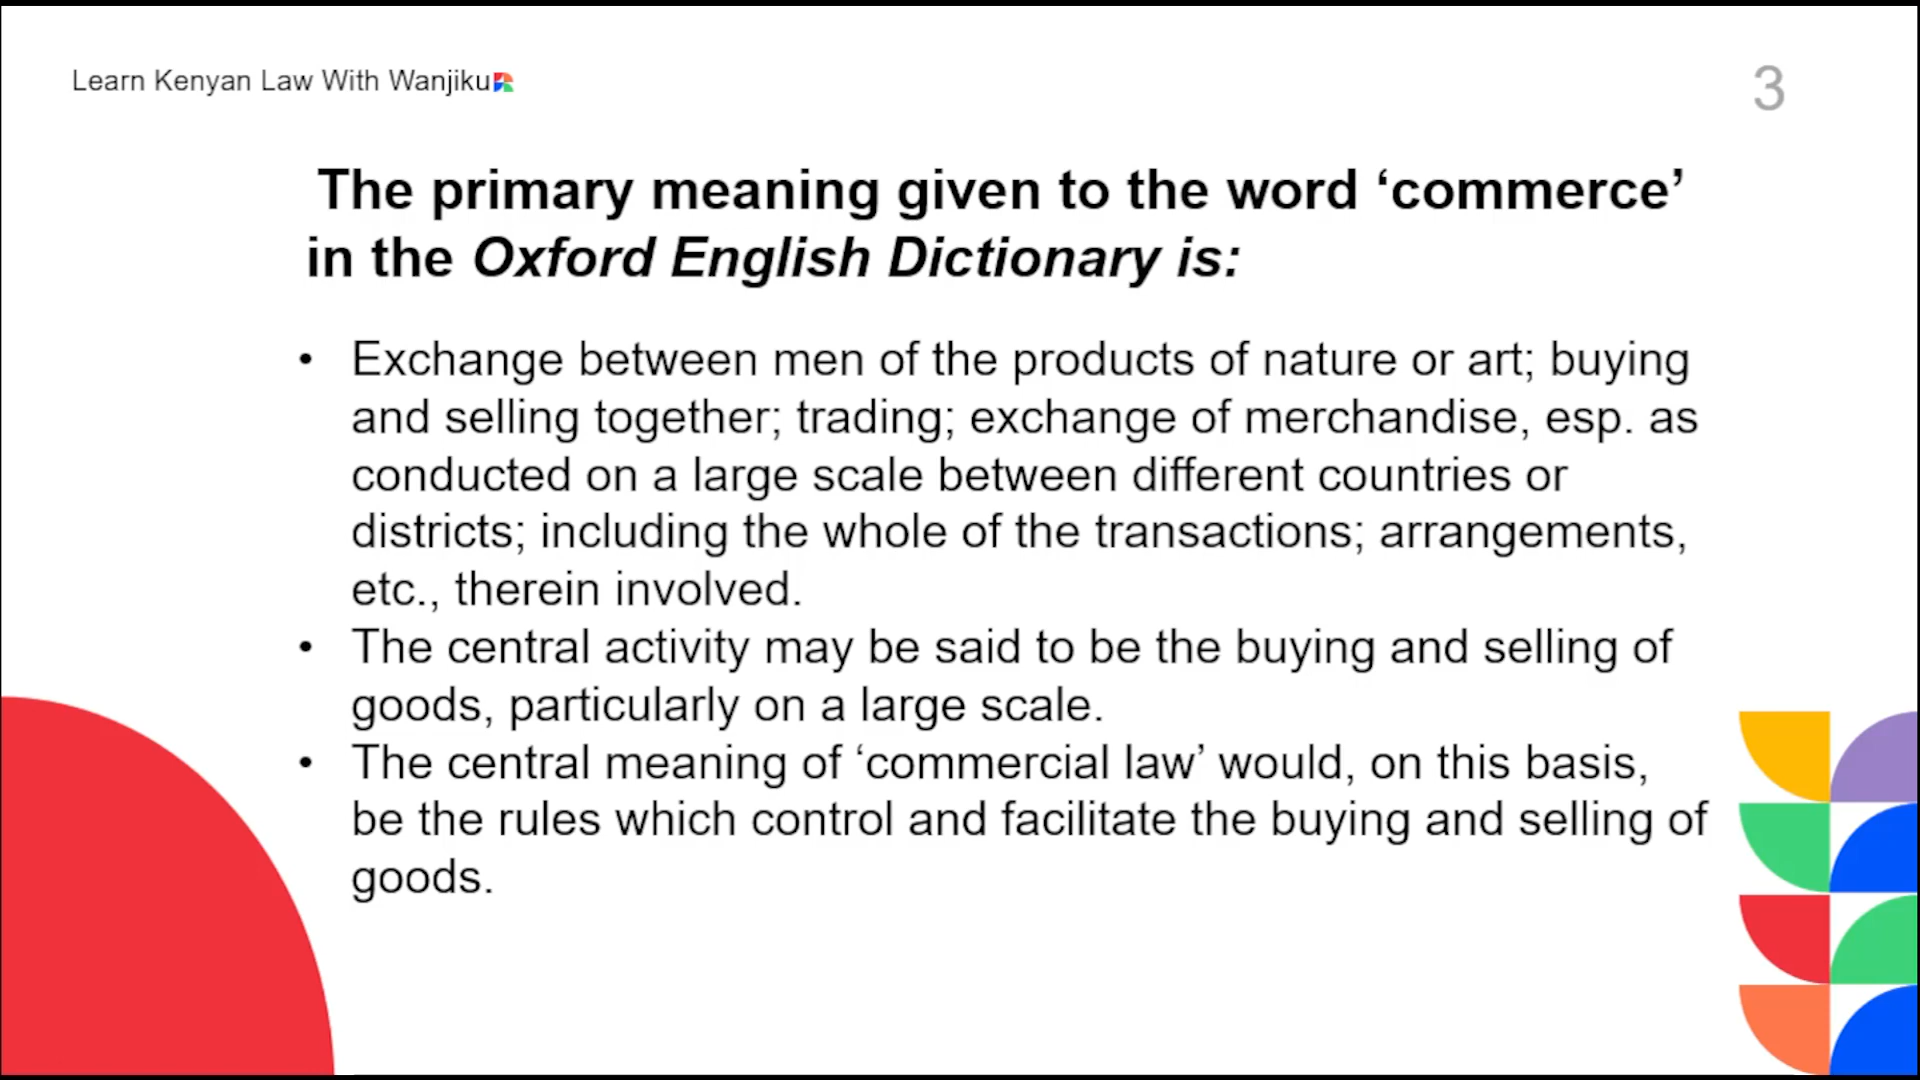 Learn Kenyan Law With Wanjiku
3
The primary meaning given to the word ‘commerce’
in the Oxford English Dictionary is:
• Exchange between men of the products of nature or art; buying
and selling together; trading; exchange of merchandise, esp. as
conducted on a large scale between different countries or
districts; including the whole of the transactions; arrangements,
etc., therein involved.
• The central activity may be said to be the buying and selling of
goods, particularly on a large scale.
• The central meaning of ‘commercial law’ would, on this basis,
be the rules which control and facilitate the buying and selling of
goods.